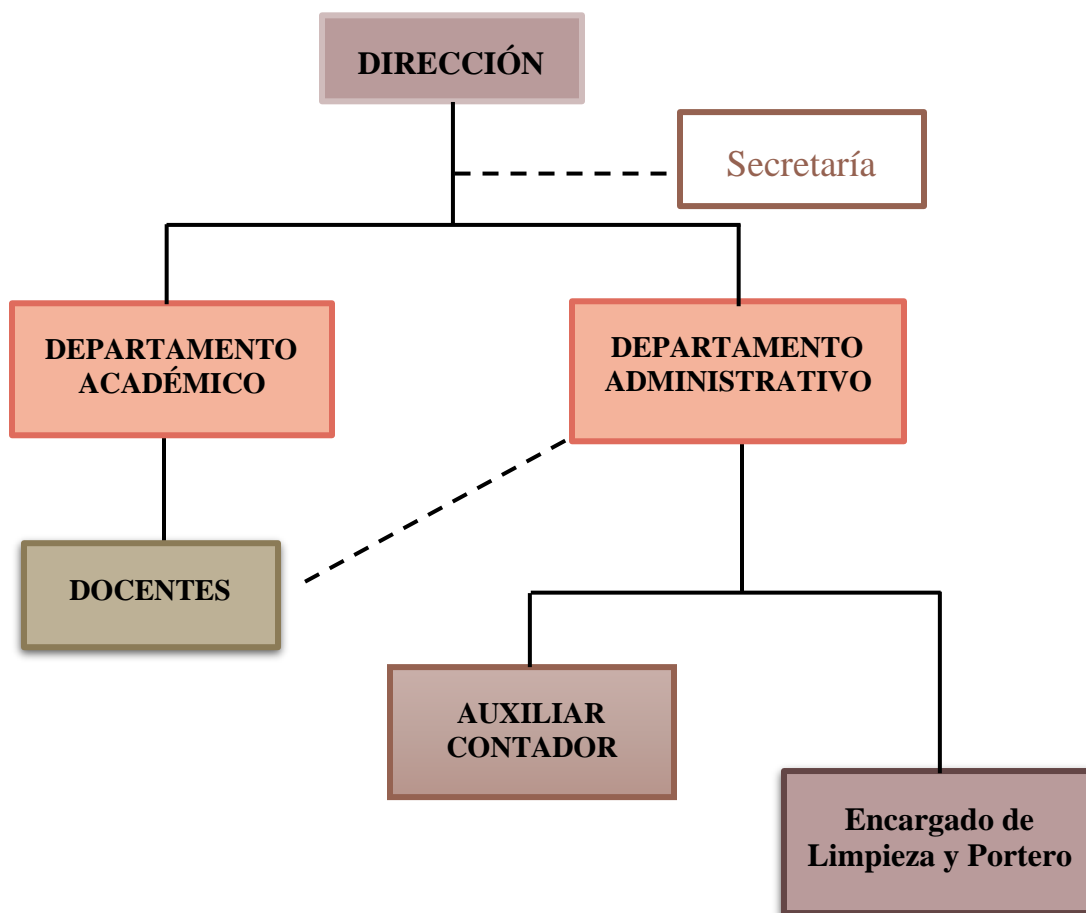 DIRECCIÓN
Secretaría
DEPARTAMENTO
ACADÉMICO
DEPARTAMENTO
ADMINISTRATIVO
DOCENTES
AUXILIAR
CONTADOR
Encargado de
Limpieza y Portero